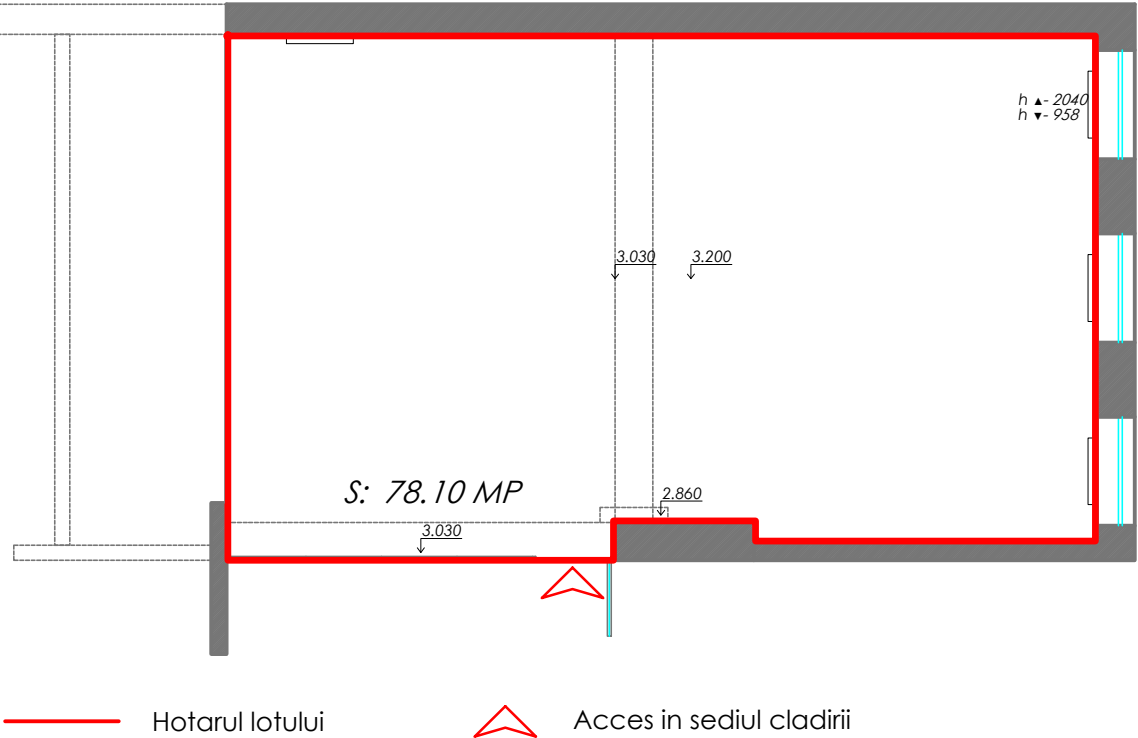 h ▲- 2040
h ▼- 958
3.030
3.200
S: 78.10 MP
2.860
3.030
Hotarul lotului
Acces in sediul cladirii